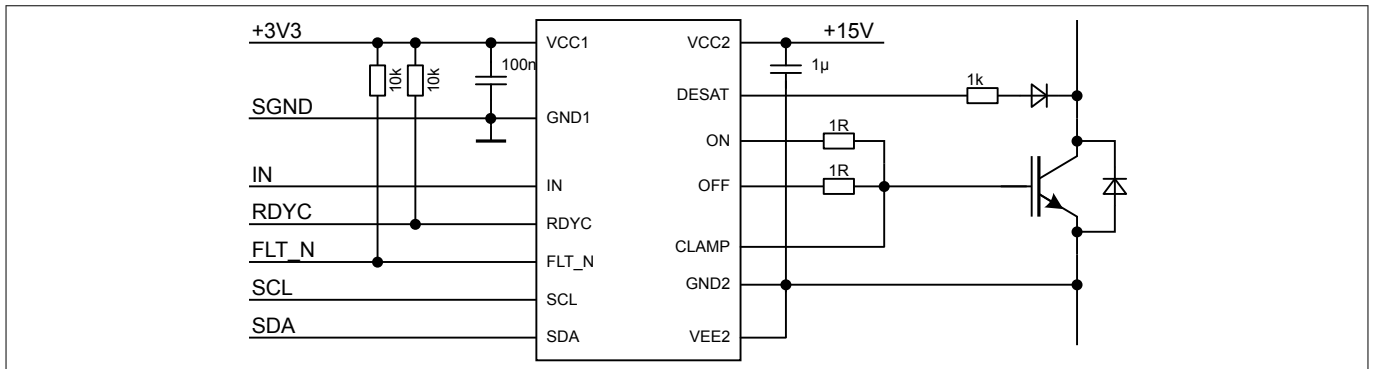 +3V3
VCC1
VCC2
+15V
10k
10k
100n
1µ
DESAT
1k
SGND
GND1
ON
1R
IN
IN
OFF
1R
RDYC
RDYC
CLAMP
FLT_N
FLT_N
GND2
SCL
SCL
SDA
SDA
VEE2